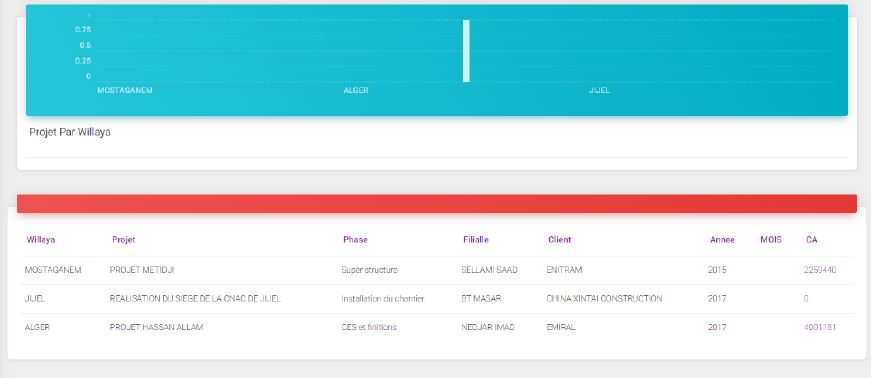 0.75
0.5
0.25
0
MOSTAGANEM ALGER JIJEL
Projet Par Willaya
Willaya Projet Phase Filialle Client Annee MOIS CA
MOSTAGANEM PROJET METIDJI Super structure SELLAMI SAAD ENITRAM 2015 2250440
JIJEL REALISATION DU SIEGE DE LA CNAC DE JIJEL Installation du chantier BT MASAR CHINA XINTAI CONSTRUCTION 2017 0
ALGER PROJET HASSAN ALLAM CES et finitions NEDJAR IMAD EMIRAL 2017 4001181